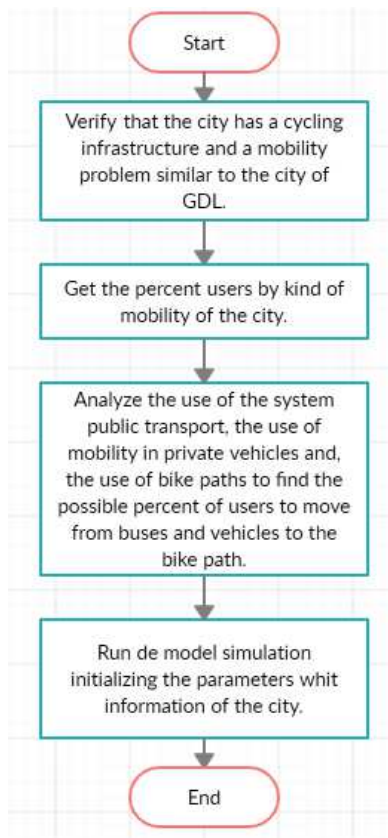 Start
Verify that the city has a cycling
infrastructure and a mobility
problem similar to the city of
GDL.
Get the percent users by kind of
mobility of the city.
Analyze the use of the system
public transport, the use of
mobility in private vehicles and,
the use of bike paths to find the
possible percent of users to move
from buses and vehicles to the
bike path.
Run de model simulation
initializing the parameters whit
information of the city.
End